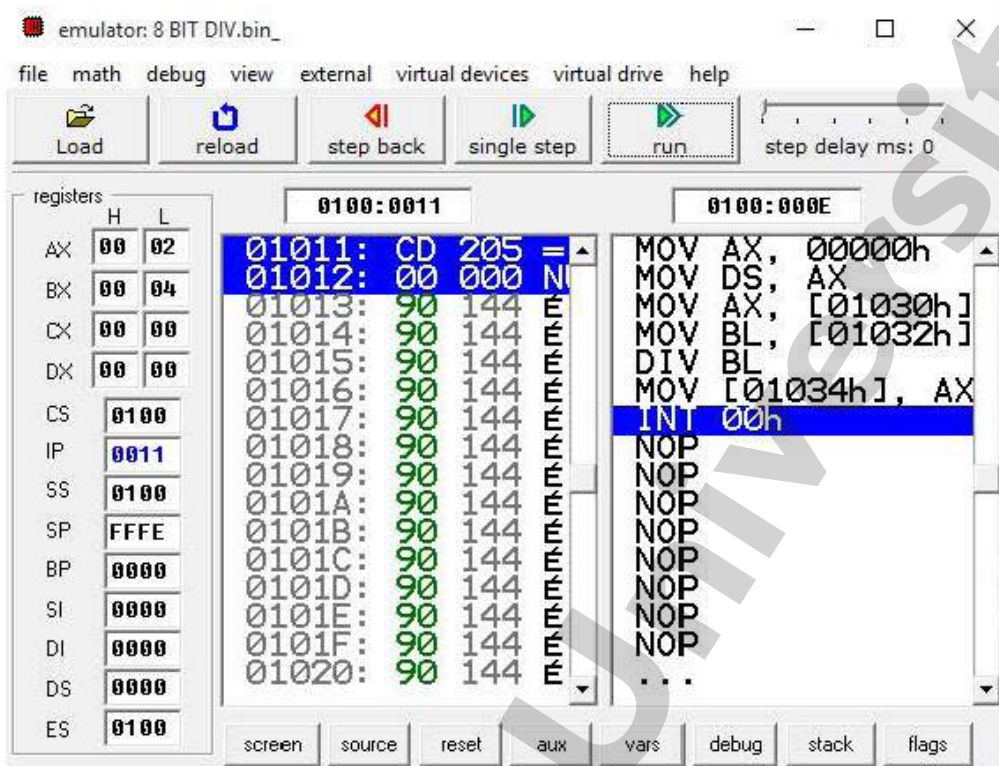 emulator: 8 BIT DIV.bin_
file math debug view external virtual devices virtual drive help
Load reload step back single step run step delay ms: 0
registers
H L
0100:0011 0100:000E
AX 00 02
BX 00 04
CX 00 00
DX 00 00
CS 0100
IP 0011
SS 0100
SP FFFE
BP 0000
SI 0000
DI 0000
DS 0000
ES 0100
01011: CD 205 =
01012: 00 000 NU
01013: 90 144 É
01014: 90 144 É
01015: 90 144 É
01016: 90 144 É
01017: 90 144 É
01018: 90 144 É
01019: 90 144 É
0101A: 90 144 É
0101B: 90 144 É
0101C: 90 144 É
0101D: 90 144 É
0101E: 90 144 É
0101F: 90 144 É
01020: 90 144 É
MOV AX, 00000h
MOV DS, AX
MOV AX, [01030h]
MOV BL, [01032h]
DIV BL
MOV [01034h], AX
INT 00h
NOP
NOP
NOP
NOP
NOP
NOP
NOP
NOP
...
screen source reset aux vars debug stack flags
Universit